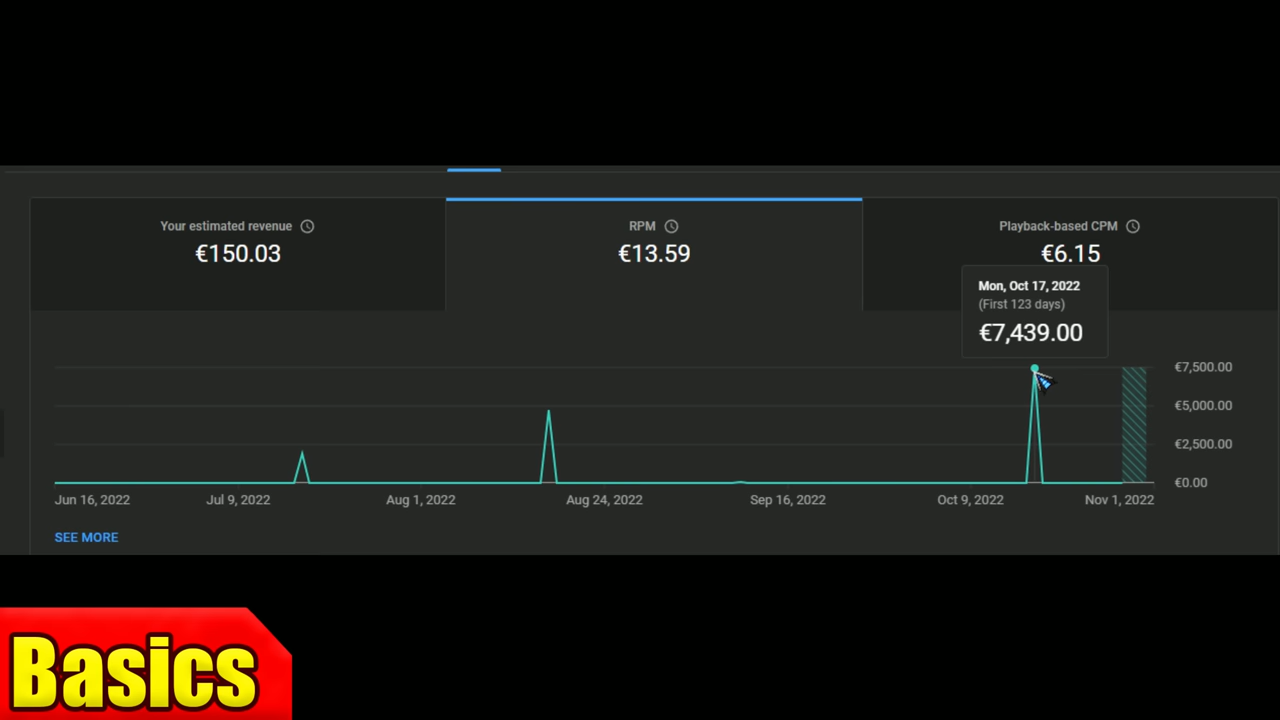 Your estimated revenue
€150.03
RPM
€13.59
Playback-based CPM
€6.15
Mon, Oct 17, 2022
(First 123 days)
€7,439.00
€7,500.00
€5,000.00
€2,500.00
€0.00
Jun 16, 2022 Jul 9, 2022 Aug 1, 2022 Aug 24, 2022 Sep 16, 2022 Oct 9, 2022 Nov 1, 2022
SEE MORE
Basics